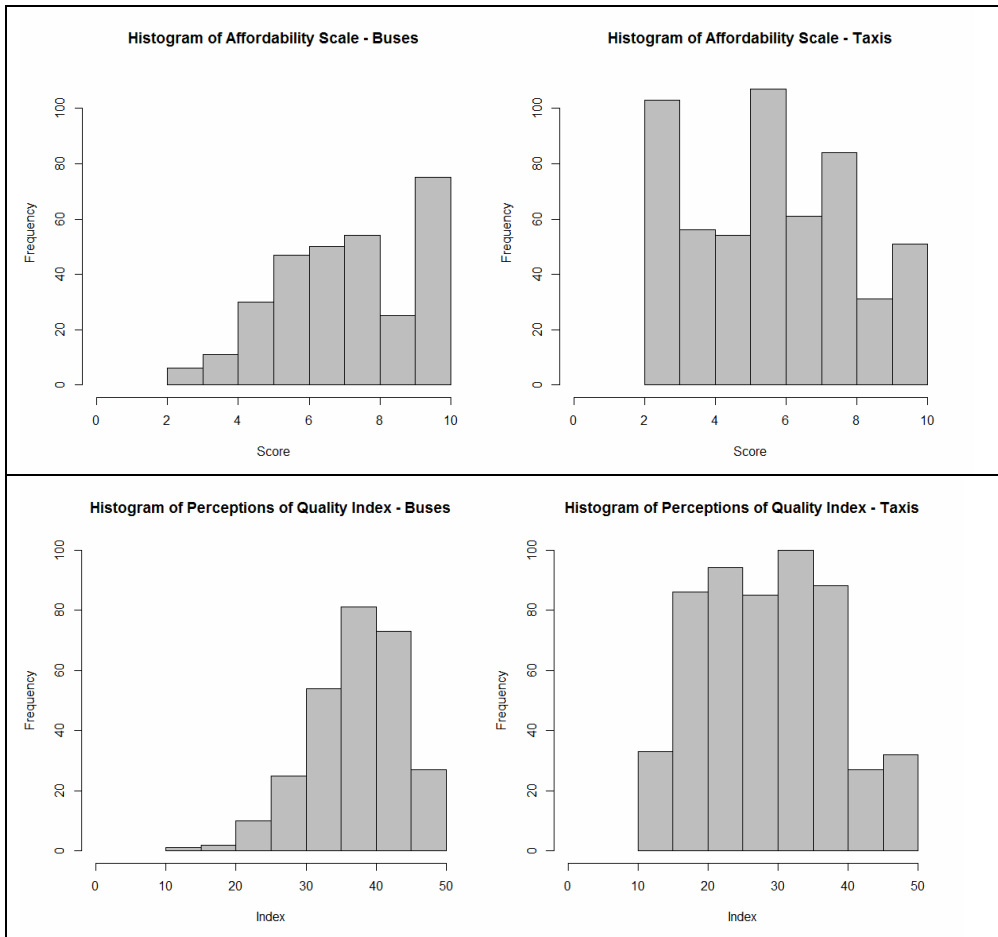 Histogram of Affordability Scale - Buses
Frequency
0 20 40 60 80 100
0 2 4 6 8 10
Score
Histogram of Affordability Scale - Taxis
Frequency
0 20 40 60 80 100
0 2 4 6 8 10
Score
Histogram of Perceptions of Quality Index - Buses
Frequency
0 20 40 60 80 100
0 10 20 30 40 50
Index
Histogram of Perceptions of Quality Index - Taxis
Frequency
0 20 40 60 80 100
0 10 20 30 40 50
Index